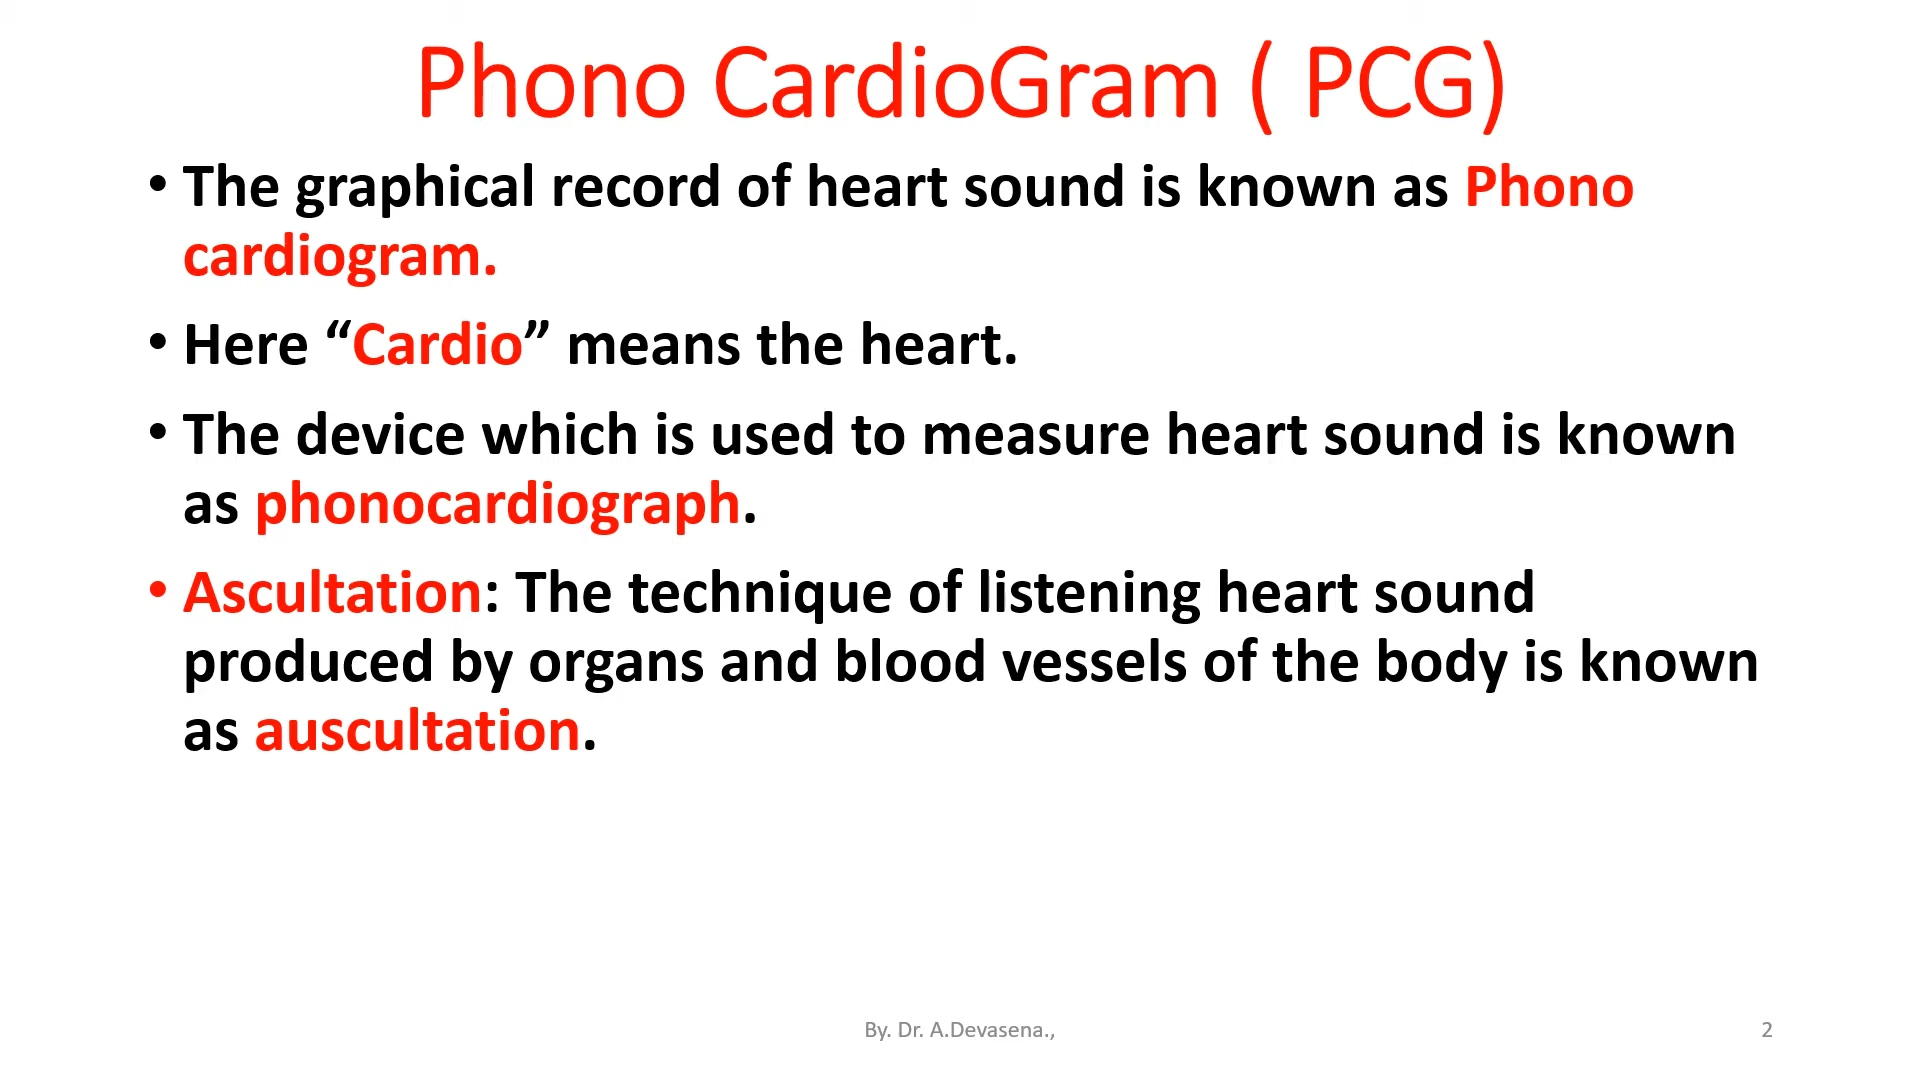 Phono CardioGram ( PCG)
• The graphical record of heart sound is known as Phono
cardiogram.
• Here “Cardio” means the heart.
• The device which is used to measure heart sound is known
as phonocardiograph.
• Ascultation: The technique of listening heart sound
produced by organs and blood vessels of the body is known
as auscultation.
By. Dr. A.Devasena.,
2